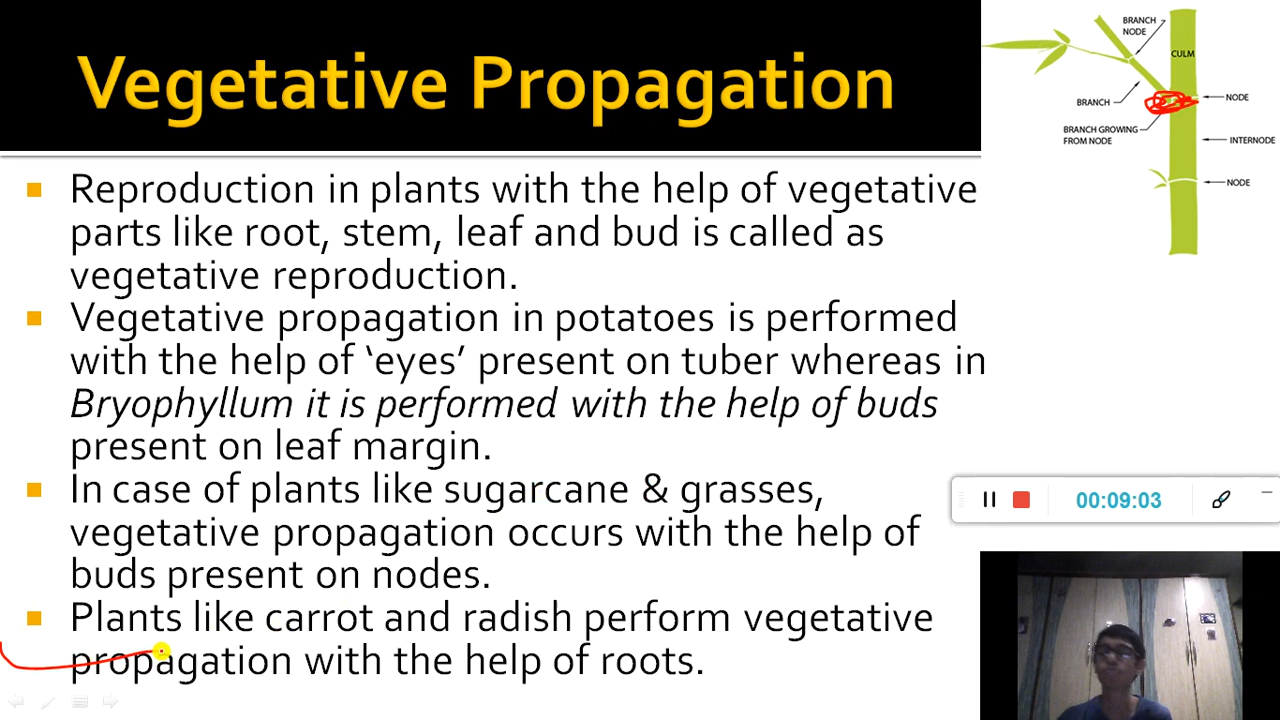 Vegetative Propagation
Reproduction in plants with the help of vegetative
parts like root, stem, leaf and bud is called as
vegetative reproduction.
Vegetative propagation in potatoes is performed
with the help of ‘eyes’ present on tuber whereas in
Bryophyllum it is performed with the help of buds
present on leaf margin.
In case of plants like sugarcane & grasses,
vegetative propagation occurs with the help of
buds present on nodes.
Plants like carrot and radish perform vegetative
propagation with the help of roots.
BRANCH
NODE
CULM
BRANCH
NODE
BRANCH GROWING
FROM NODE
INTERNODE
NODE
00:09:03